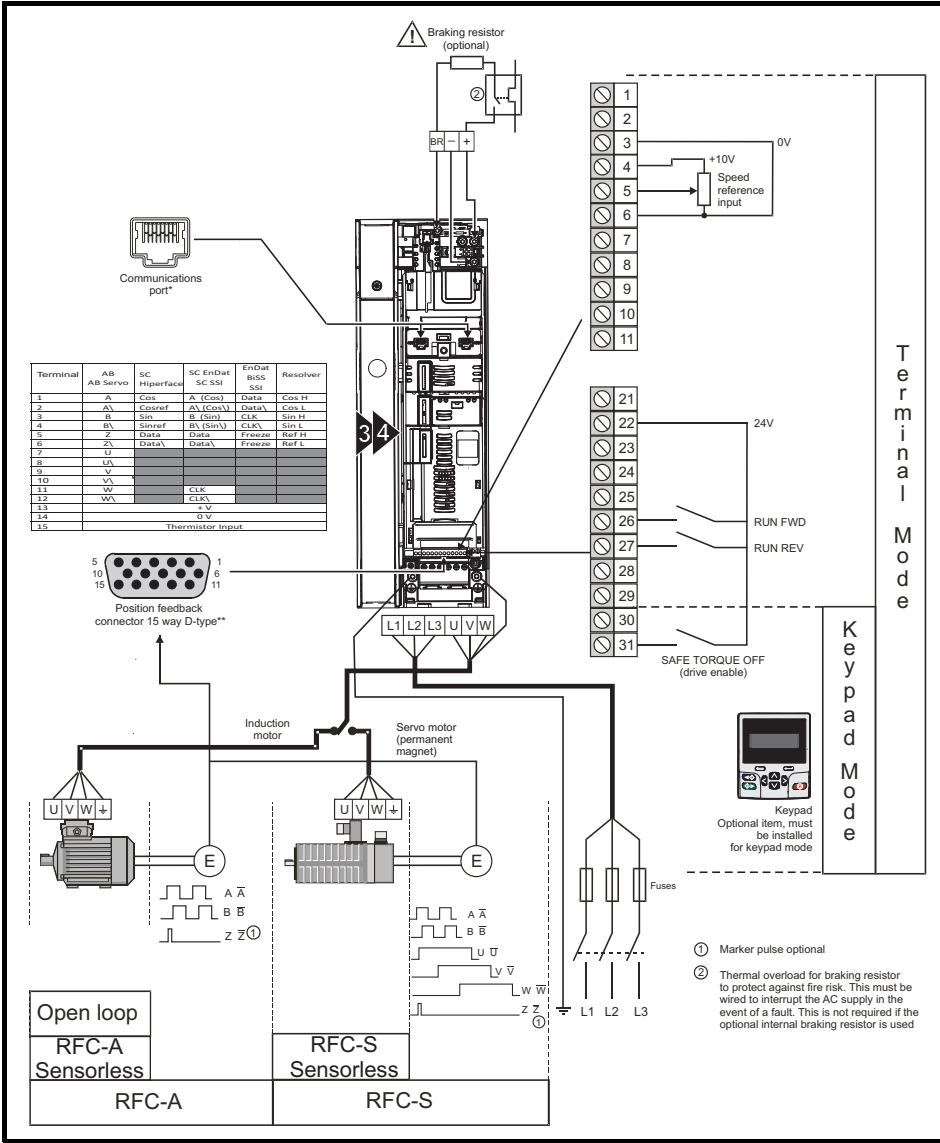 Braking resistor
(optional)
2
BR − +
1
2
3
4
5
6
7
8
9
10
11
0V
+10V
Speed
reference
input
Communications
port*
Terminal AB AB Servo SC Hiperface SC EnDat SC SSI EnDat BiSS SSI Resolver
1 A Cos A (Cos) Data Cos H
2 A\ Cosref A\ (Cos\) Data\ Cos L
3 B Sin B (Sin) CLK Sin H
4 B\ Sinref B\ (Sin\) CLK\ Sin L
5 Z Data Data Freeze Ref H
6 Z\ Data\ Data\ Freeze Ref L
7 U
8 U\
9 V
10 V\
11 W CLK
12 W\ CLK\
13 + V
14 0 V
15 Thermistor Input
3 4
21
22
23
24
25
26
27
28
29
30
31
24V
RUN FWD
RUN REV
SAFE TORQUE OFF
(drive enable)
Terminal Mode
Keypad Mode
5 1
10 6
15 11
Position feedback
connector 15 way D-type**
L1 L2 L3 U V W
Induction
motor
Servo motor
(permanent
magnet)
U V W
U V W
E
E
A A̅
B B̅
Z Z̅ 1
A A̅
B B̅
U U̅
V V̅
W W̅
Z Z̅
1
Keypad
Optional item, must
be installed
for keypad mode
Fuses
L1 L2 L3
1 Marker pulse optional
2 Thermal overload for braking resistor
to protect against fire risk. This must be
wired to interrupt the AC supply in the
event of a fault. This is not required if the
optional internal braking resistor is used
Open loop
RFC-A
Sensorless
RFC-A
RFC-S
Sensorless
RFC-S